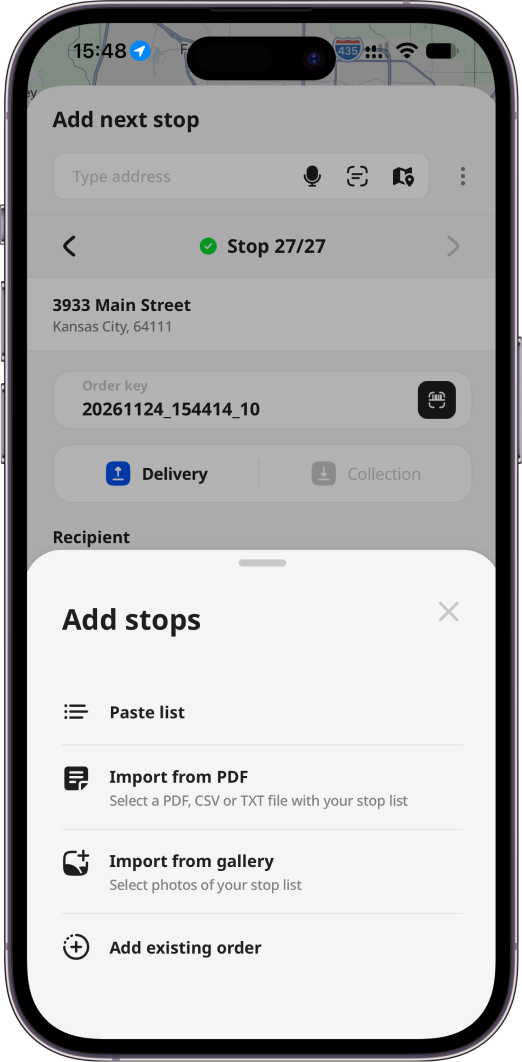 15:48
F
435
ey
Add next stop
Type address
Stop 27/27
3933 Main Street
Kansas City, 64111
Order key
20261124_154414_10
Delivery
Collection
Recipient
Add stops
Paste list
Import from PDF
Select a PDF, CSV or TXT file with your stop list
Import from gallery
Select photos of your stop list
Add existing order